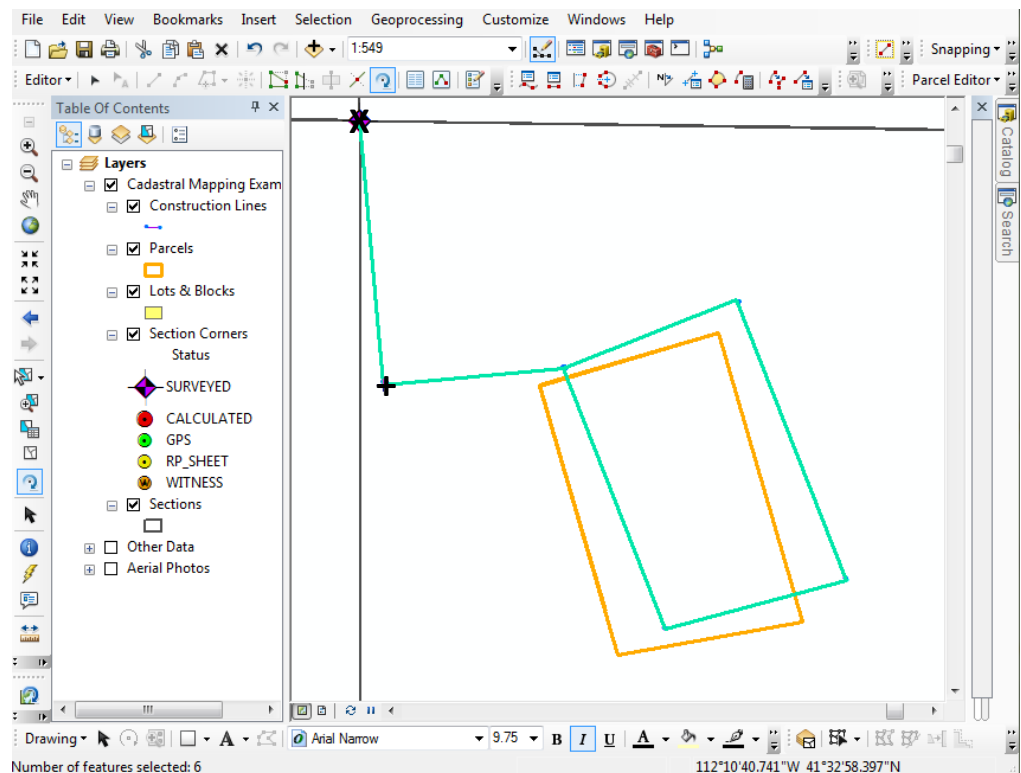 File Edit View Bookmarks Insert Selection Geoprocessing Customize Windows Help
1:549 Snapping
Editor Parcel Editor
Table Of Contents
Layers
Cadastral Mapping Exam
Construction Lines
Parcels
Lots & Blocks
Section Corners
Status
SURVEYED
CALCULATED
GPS
RP_SHEET
W WITNESS
Sections
Other Data
Aerial Photos
Catalog
Search
Drawing A Arial Narrow 9.75 B I U A
Number of features selected: 6 112°10'40.741"W 41°32'58.397"N